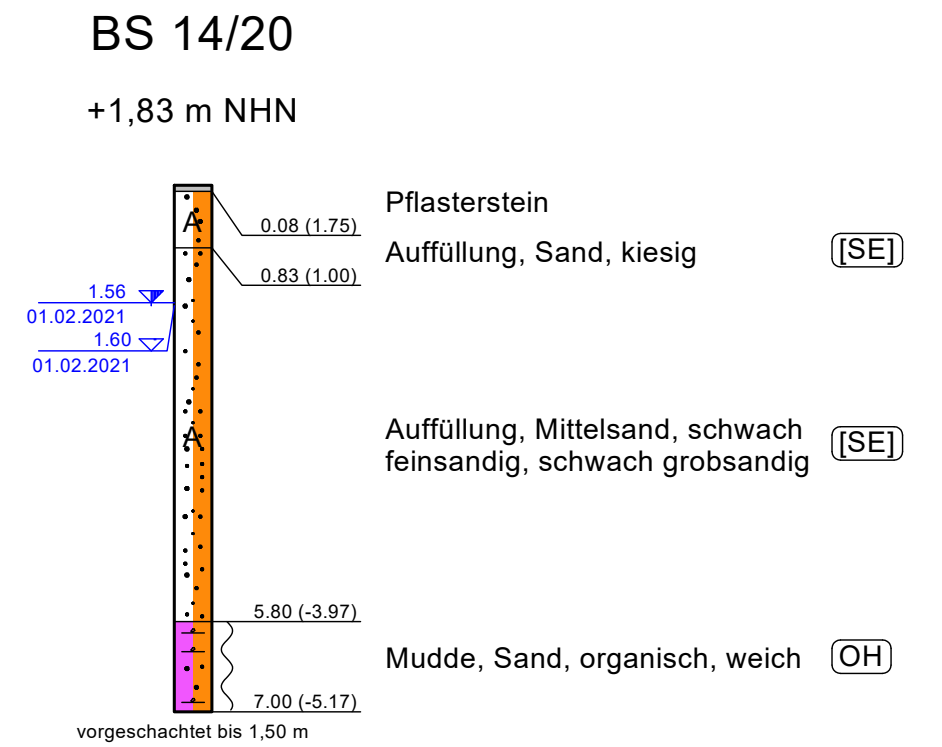 BS 14/20
+1,83 m NHN
Pflasterstein
0.08 (1.75)
A
Auffüllung, Sand, kiesig [SE]
0.83 (1.00)
1.56
01.02.2021
1.60
01.02.2021
A
Auffüllung, Mittelsand, schwach
feinsandig, schwach grobsandig
[SE]
5.80 (-3.97)
Mudde, Sand, organisch, weich OH
7.00 (-5.17)
vorgeschachtet bis 1,50 m